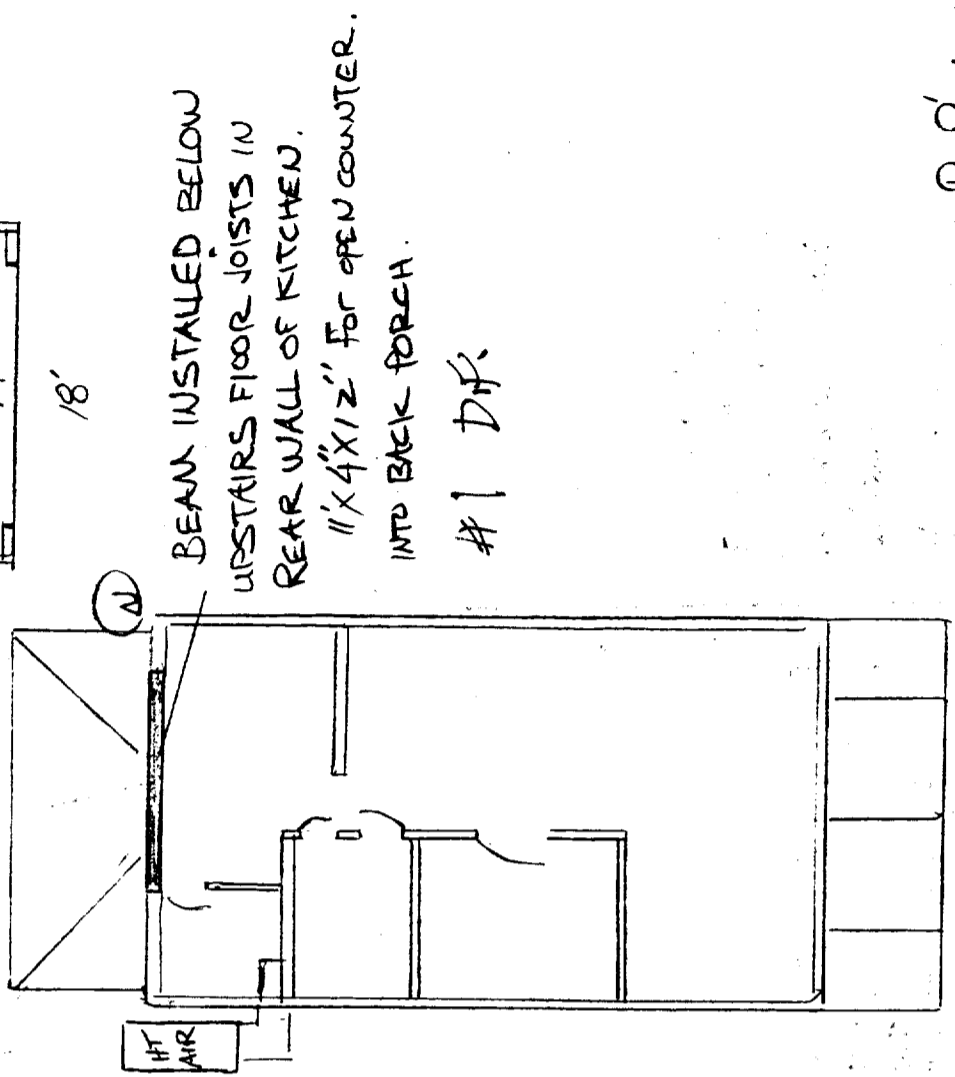 18'
BEAM INSTALLED BELOW
UPSTAIRS FLOOR JOISTS IN
REAR WALL OF KITCHEN.
11'X4"X12" For OPEN COUNTER.
INTO BACK PORCH.
#1 D.F.
N
HT
AIR